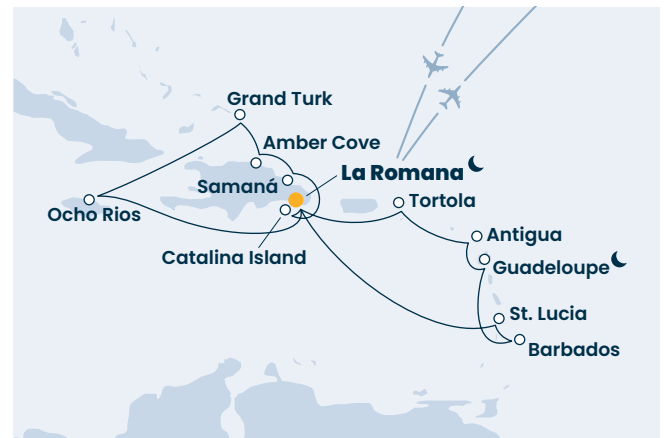 Grand Turk
Amber Cove
La Romana
Samaná
Tortola
Ocho Rios
Antigua
Catalina Island
Guadeloupe
St. Lucia
Barbados